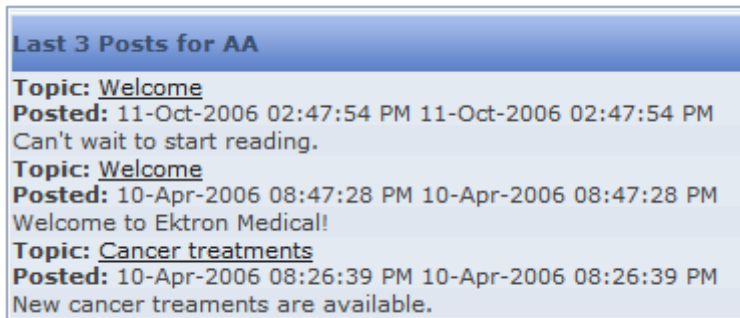 Last 3 Posts for AA
Topic: Welcome
Posted: 11-Oct-2006 02:47:54 PM 11-Oct-2006 02:47:54 PM
Can't wait to start reading.
Topic: Welcome
Posted: 10-Apr-2006 08:47:28 PM 10-Apr-2006 08:47:28 PM
Welcome to Ektron Medical!
Topic: Cancer treatments
Posted: 10-Apr-2006 08:26:39 PM 10-Apr-2006 08:26:39 PM
New cancer treaments are available.